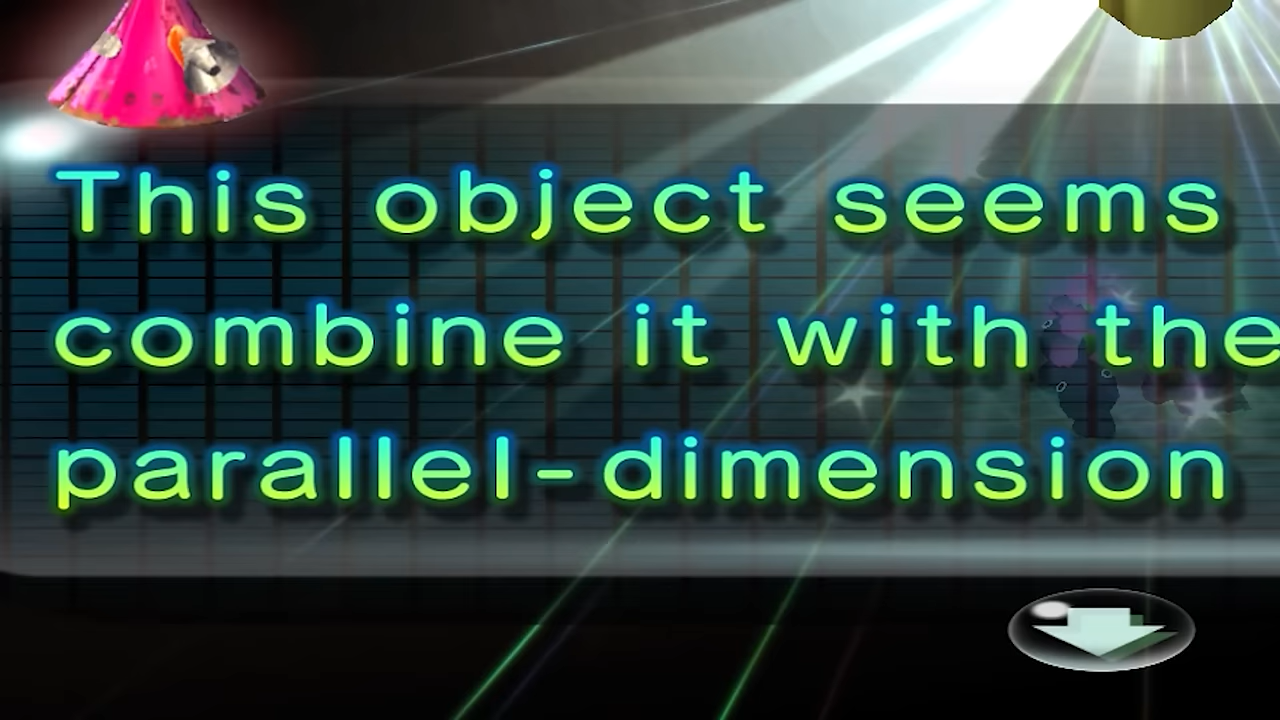 This object seems
combine it with the
parallel-dimension